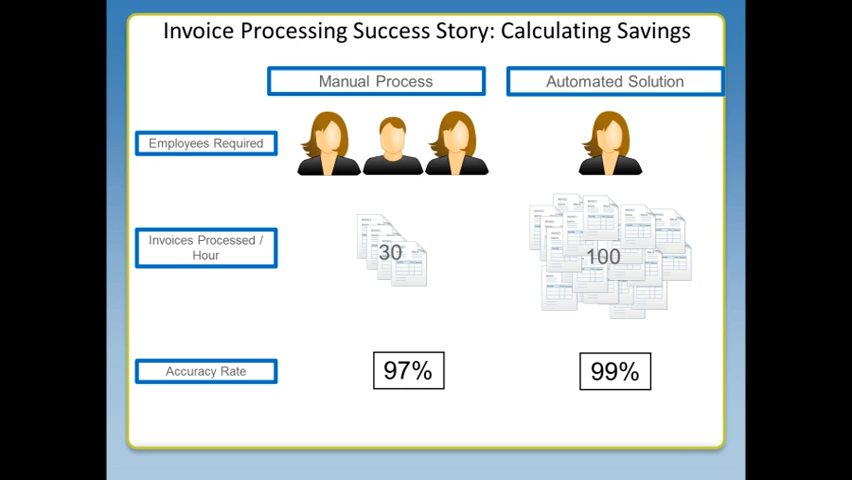 Invoice Processing Success Story: Calculating Savings
Manual Process
Automated Solution
Employees Required
Invoices Processed /
Hour
30
100
Accuracy Rate
97%
99%